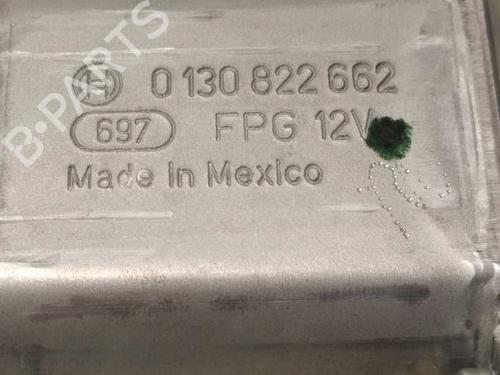 B-PARTS
0 130 822 662
697 FPG 12V
Made in Mexico